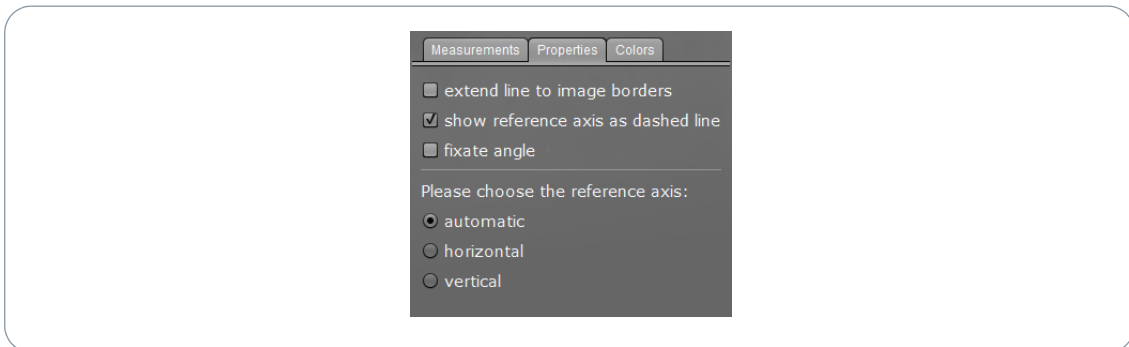 Measurements Properties Colors
extend line to image borders
show reference axis as dashed line
fixate angle
Please choose the reference axis:
automatic
horizontal
vertical